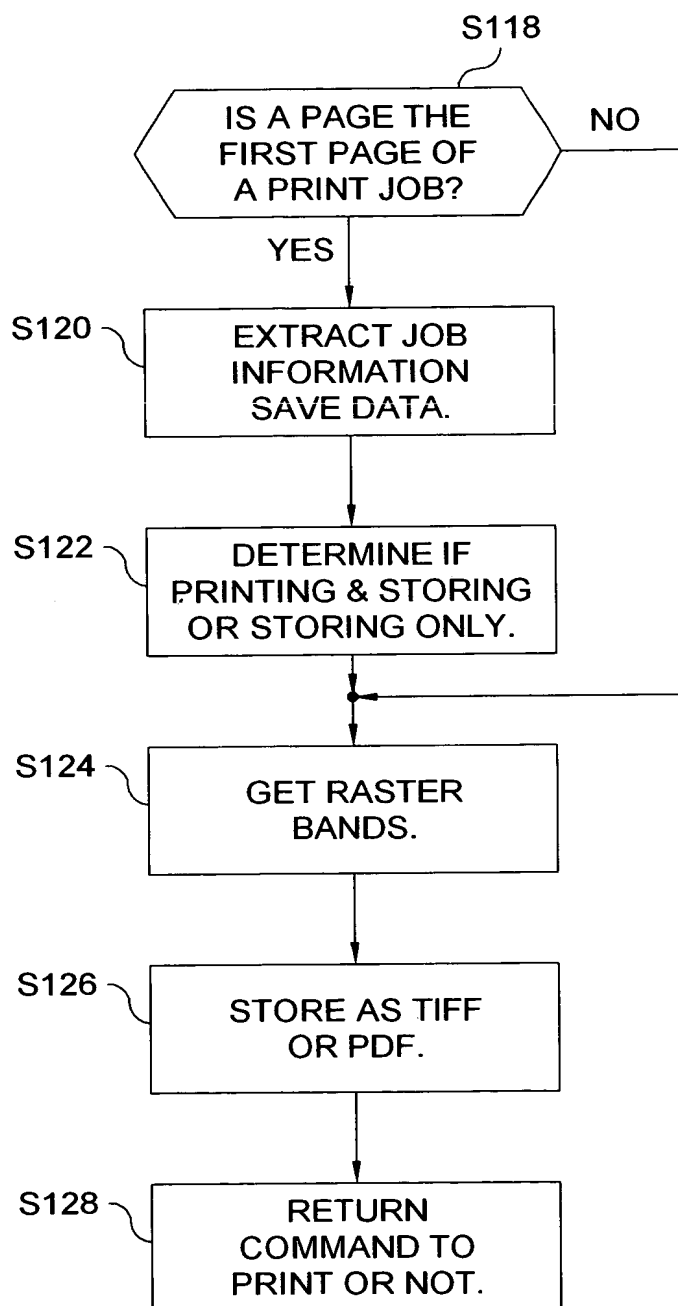 S118
IS A PAGE THE
FIRST PAGE OF
A PRINT JOB?
NO
YES
S120
EXTRACT JOB
INFORMATION
SAVE DATA.
S122
DETERMINE IF
PRINTING & STORING
OR STORING ONLY.
S124
GET RASTER
BANDS.
S126
STORE AS TIFF
OR PDF.
S128
RETURN
COMMAND TO
PRINT OR NOT.